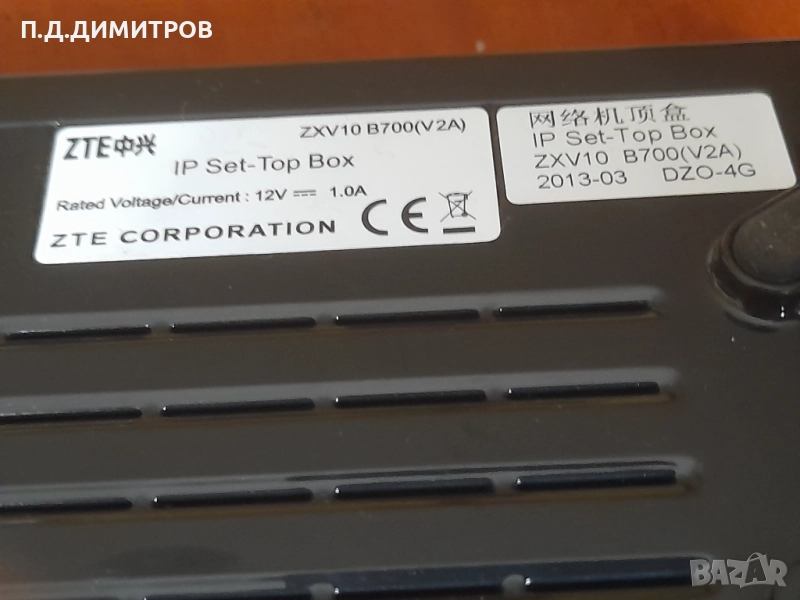 П.Д.ДИМИТРОВ
ZTE中兴 ZXV10 B700(V2A)
IP Set-Top Box
Rated Voltage/Current : 12V ⎓ 1.0A
ZTE CORPORATION CE
网络机顶盒
IP Set-Top Box
ZXV10 B700(V2A)
2013-03 DZO-4G
BAZAR